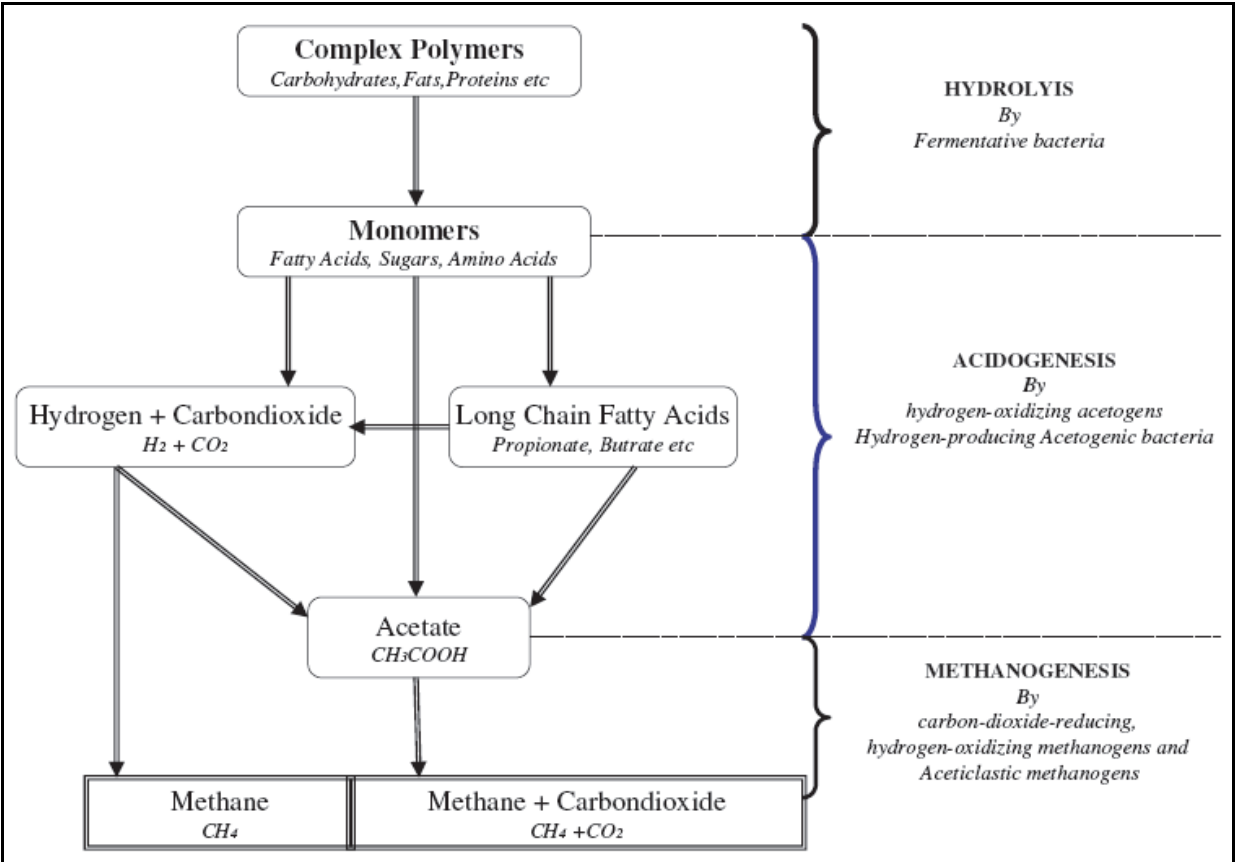 Complex Polymers
Carbohydrates,Fats,Proteins etc
HYDROLYIS
By
Fermentative bacteria
Monomers
Fatty Acids, Sugars, Amino Acids
ACIDOGENESIS
By
hydrogen-oxidizing acetogens
Hydrogen-producing Acetogenic bacteria
Hydrogen + Carbondioxide
H₂ + CO₂
Long Chain Fatty Acids
Propionate, Butrate etc
Acetate
CH₃COOH
METHANOGENESIS
By
carbon-dioxide-reducing,
hydrogen-oxidizing methanogens and
Aceticlastic methanogens
Methane
CH₄
Methane + Carbondioxide
CH₄ +CO₂